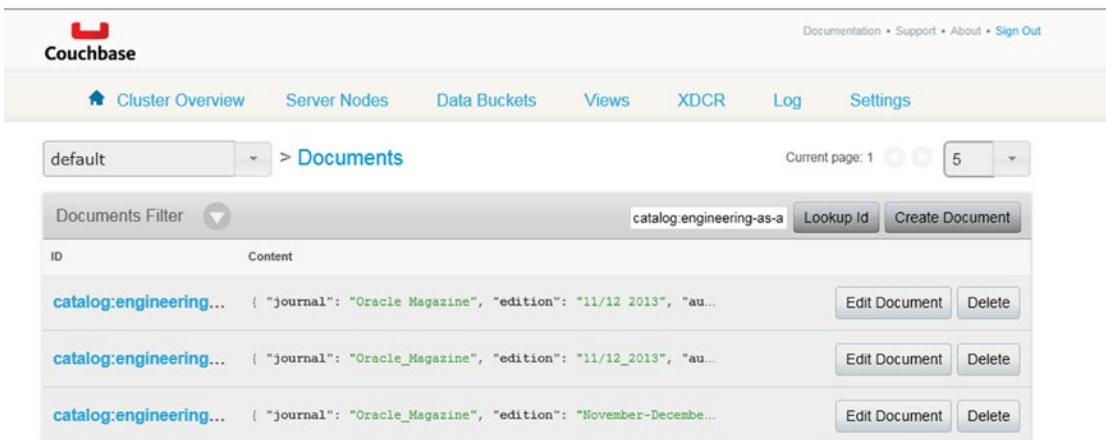 Couchbase
Documentation • Support • About • Sign Out
Cluster Overview Server Nodes Data Buckets Views XDCR Log Settings
default > Documents Current page: 1 5
Documents Filter catalog:engineering-as-a Lookup Id Create Document
ID Content
catalog:engineering... { "journal": "Oracle Magazine", "edition": "11/12 2013", "au... Edit Document Delete
catalog:engineering... { "journal": "Oracle_Magazine", "edition": "11/12_2013", "au... Edit Document Delete
catalog:engineering... { "journal": "Oracle_Magazine", "edition": "November-Decembe... Edit Document Delete